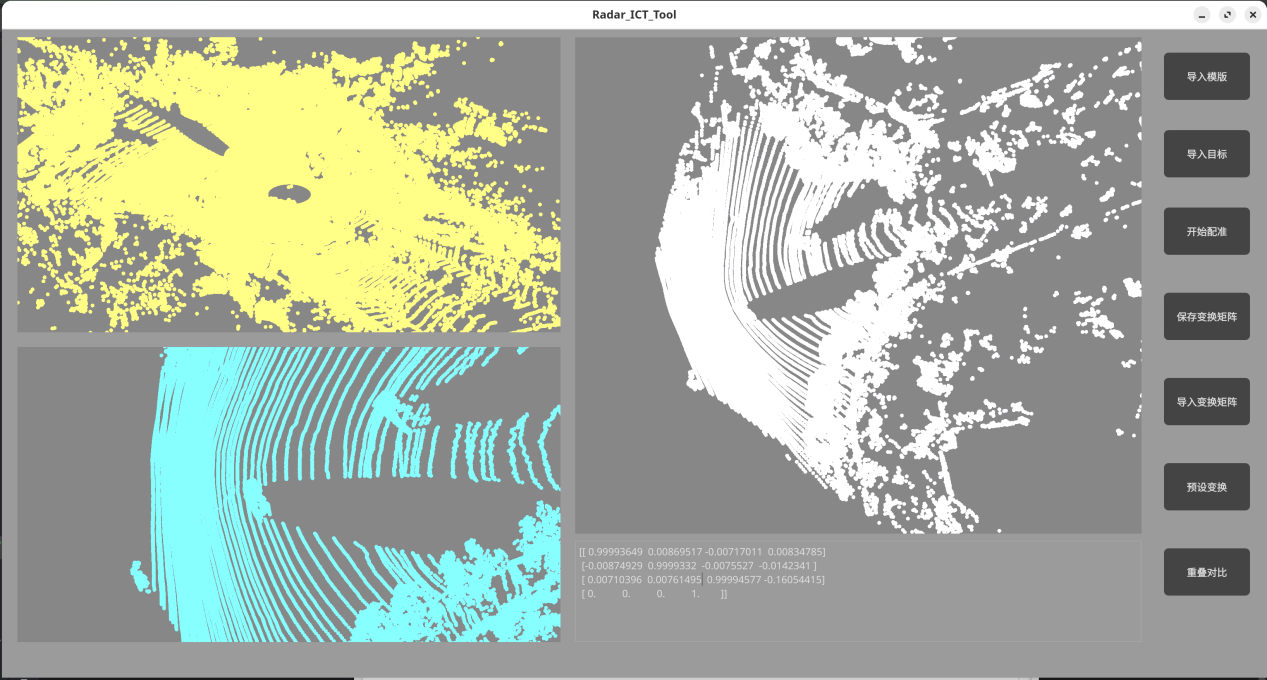 Radar_ICT_Tool
导入模版
导入目标
开始配准
保存变换矩阵
导入变换矩阵
预设变换
重叠对比
[[ 0.99993649 0.00869517 -0.00717011 0.00834785]
[-0.00874929 0.9999332 -0.0075527 -0.0142341 ]
[ 0.00710396 0.00761495 0.99994577 -0.16054415]
[ 0. 0. 0. 1. ]]